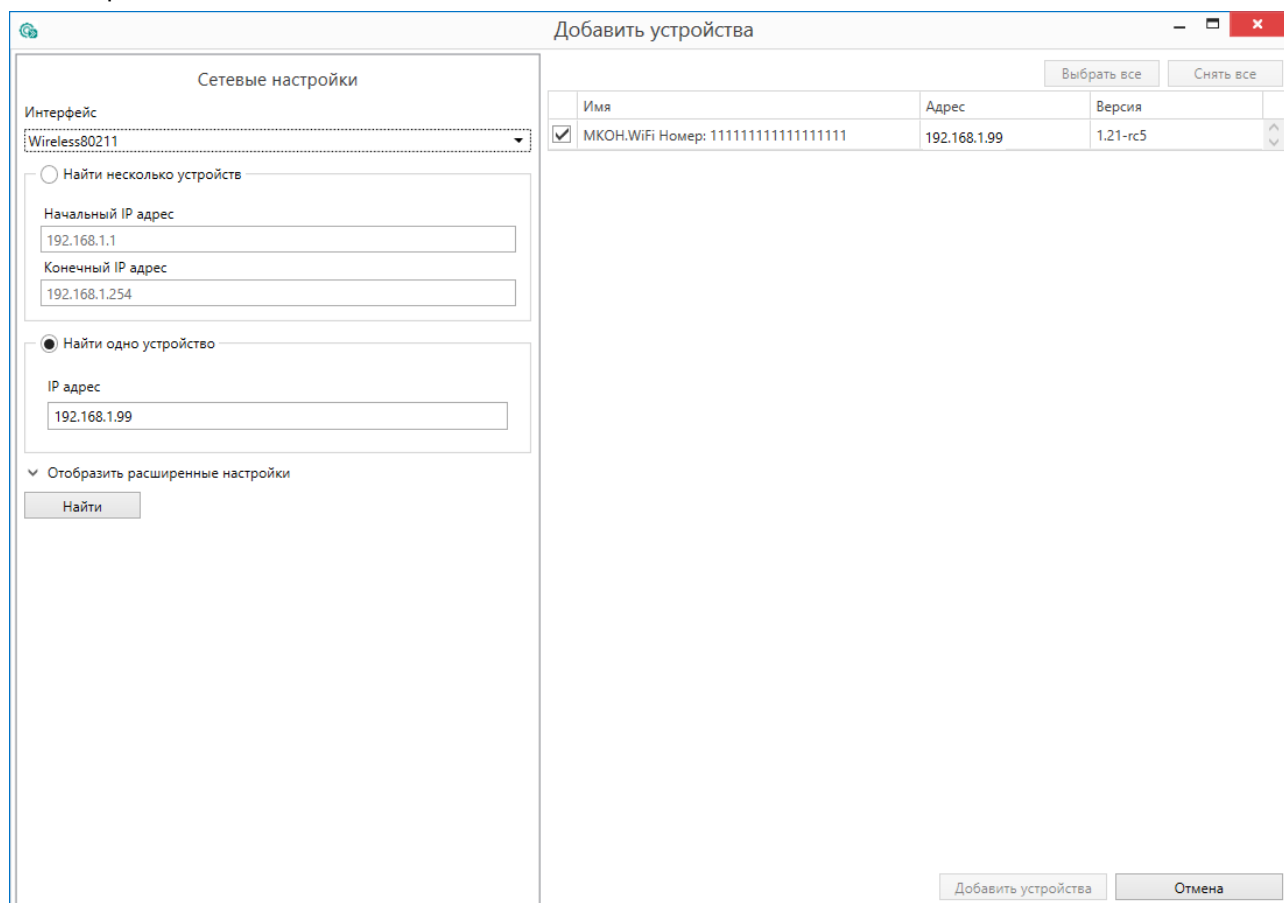 Добавить устройства
Сетевые настройки
Интерфейс
Wireless80211
Найти несколько устройств
Начальный IP адрес
192.168.1.1
Конечный IP адрес
192.168.1.254
Найти одно устройство
IP адрес
192.168.1.99
Отобразить расширенные настройки
Найти
Выбрать все Снять все
Имя Адрес Версия
МКОН.WiFi Номер: 111111111111111111 192.168.1.99 1.21-rc5
Добавить устройства Отмена